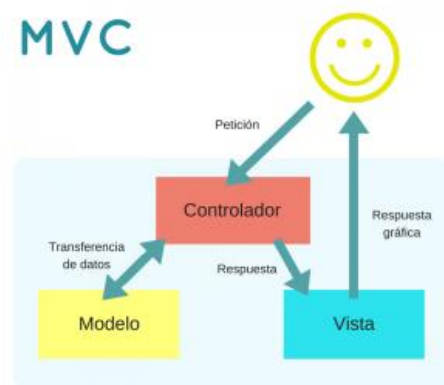 MVC
Petición
Controlador
Transferencia
de datos
Respuesta
Respuesta
gráfica
Modelo
Vista